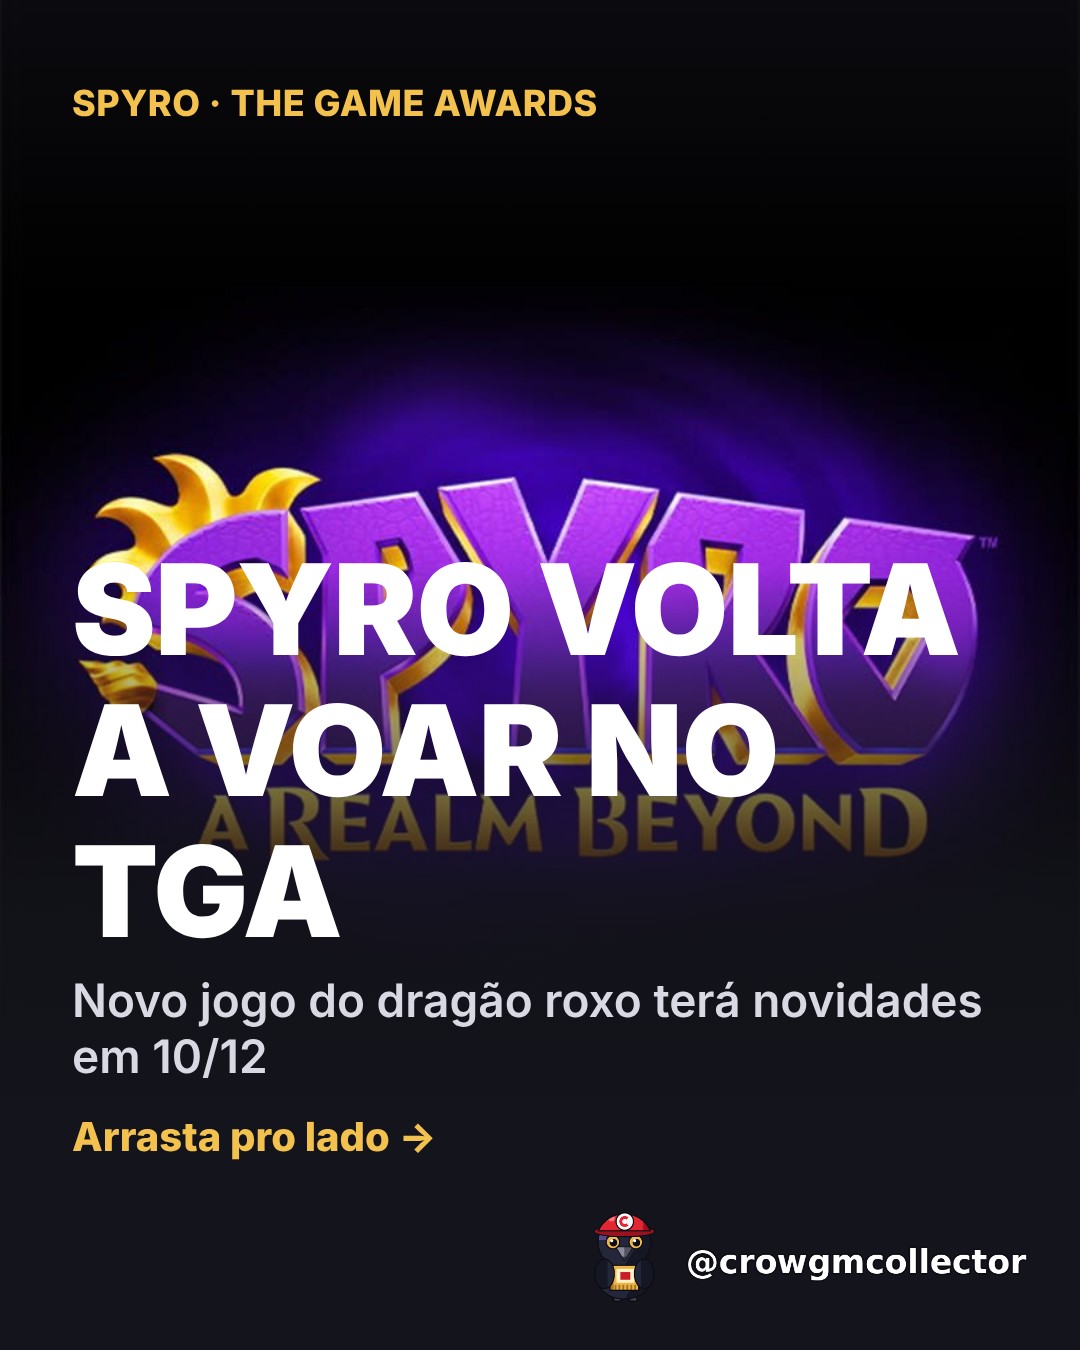 SPYRO · THE GAME AWARDS
SPYRO™
SPYRO VOLTA
A VOAR NO
A REALM BEYOND
TGA
Novo jogo do dragão roxo terá novidades
em 10/12
Arrasta pro lado →
C
@crowgmcollector